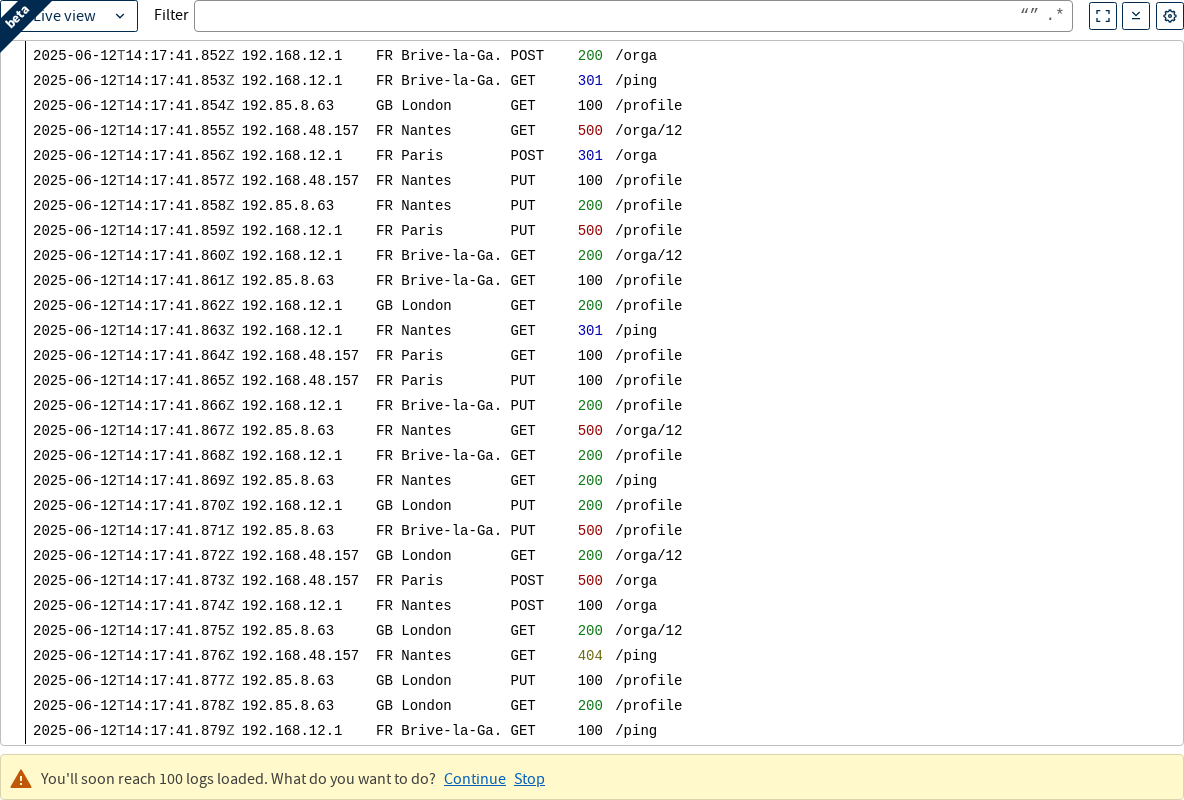 beta
Live view Filter “” .*
2025-06-12T14:17:41.852Z 192.168.12.1 FR Brive-la-Ga. POST 200 /orga
2025-06-12T14:17:41.853Z 192.168.12.1 FR Brive-la-Ga. GET 301 /ping
2025-06-12T14:17:41.854Z 192.85.8.63 GB London GET 100 /profile
2025-06-12T14:17:41.855Z 192.168.48.157 FR Nantes GET 500 /orga/12
2025-06-12T14:17:41.856Z 192.168.12.1 FR Paris POST 301 /orga
2025-06-12T14:17:41.857Z 192.168.48.157 FR Nantes PUT 100 /profile
2025-06-12T14:17:41.858Z 192.85.8.63 FR Nantes PUT 200 /profile
2025-06-12T14:17:41.859Z 192.168.12.1 FR Paris PUT 500 /profile
2025-06-12T14:17:41.860Z 192.168.12.1 FR Brive-la-Ga. GET 200 /orga/12
2025-06-12T14:17:41.861Z 192.85.8.63 FR Brive-la-Ga. GET 100 /profile
2025-06-12T14:17:41.862Z 192.168.12.1 GB London GET 200 /profile
2025-06-12T14:17:41.863Z 192.168.12.1 FR Nantes GET 301 /ping
2025-06-12T14:17:41.864Z 192.168.48.157 FR Paris GET 100 /profile
2025-06-12T14:17:41.865Z 192.168.48.157 FR Paris PUT 100 /profile
2025-06-12T14:17:41.866Z 192.168.12.1 FR Brive-la-Ga. PUT 200 /profile
2025-06-12T14:17:41.867Z 192.85.8.63 FR Nantes GET 500 /orga/12
2025-06-12T14:17:41.868Z 192.168.12.1 FR Brive-la-Ga. GET 200 /profile
2025-06-12T14:17:41.869Z 192.85.8.63 FR Nantes GET 200 /ping
2025-06-12T14:17:41.870Z 192.168.12.1 GB London PUT 200 /profile
2025-06-12T14:17:41.871Z 192.85.8.63 FR Brive-la-Ga. PUT 500 /profile
2025-06-12T14:17:41.872Z 192.168.48.157 GB London GET 200 /orga/12
2025-06-12T14:17:41.873Z 192.168.48.157 FR Paris POST 500 /orga
2025-06-12T14:17:41.874Z 192.168.12.1 FR Nantes POST 100 /orga
2025-06-12T14:17:41.875Z 192.85.8.63 GB London GET 200 /orga/12
2025-06-12T14:17:41.876Z 192.168.48.157 FR Nantes GET 404 /ping
2025-06-12T14:17:41.877Z 192.85.8.63 GB London PUT 100 /profile
2025-06-12T14:17:41.878Z 192.85.8.63 GB London GET 200 /profile
2025-06-12T14:17:41.879Z 192.168.12.1 FR Brive-la-Ga. GET 100 /ping
You'll soon reach 100 logs loaded. What do you want to do? Continue Stop